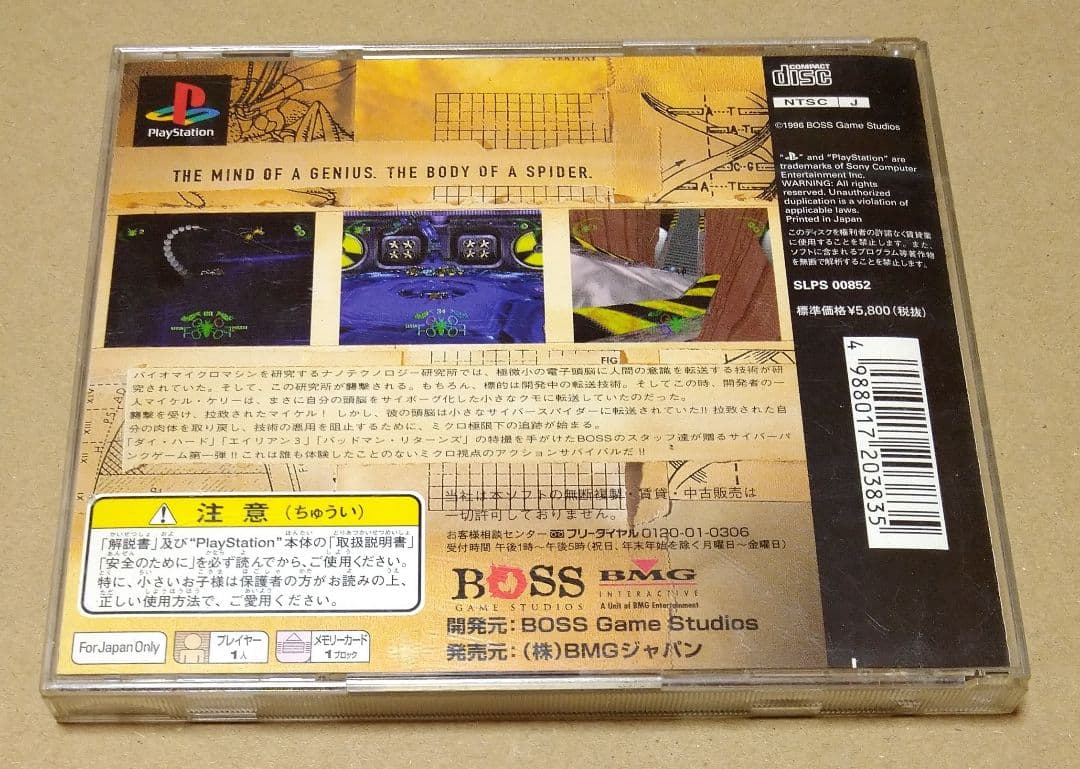 PlayStation
THE MIND OF A GENIUS. THE BODY OF A SPIDER.
FIG
バイオマイクロマシンを研究するナノテクノロジー研究所では、極微小の電子頭脳に人間の意識を転送する技術が研
究されていた。そして、この研究所が襲撃される。もちろん、標的は開発中の転送技術。そしてこの時、開発者の一
人マイケル・ケリーは、まさに自分の頭脳をサイボーグ化した小さなクモに転送していたのだった。
襲撃を受け、拉致されたマイケル! しかし、彼の頭脳は小さなサイバースパイダーに転送されていた!! 拉致された自
分の肉体を取り戻し、技術の悪用を阻止するために、ミクロ極限下の追跡が始まる。
「ダイ・ハード」「エイリアン3」「バッドマン・リターンズ」の特撮を手がけたBOSSのスタッフ達が贈るサイバーパ
ンクゲーム第一弾!! これは誰も体験したことのないミクロ視点のアクションサバイバルだ!!
当社は本ソフトの無断複製・賃貸・中古販売は
一切許可しておりません。
お客様相談センター フリーダイヤル0120-01-0306
受付時間 午後1時〜午後5時(祝日、年末年始を除く月曜日〜金曜日)
BOSS
GAME STUDIOS
BMG
INTERACTIVE
A Unit of BMG Entertainment
開発元:BOSS Game Studios
発売元:(株)BMGジャパン
注意(ちゅうい)
「解説書」及び“PlayStation”本体の「取扱説明書」
「安全のために」を必ず読んでから、ご使用ください。
特に、小さいお子様は保護者の方がお読みの上、
正しい使用方法で、ご愛用ください。
For Japan Only
プレイヤー
1人
メモリーカード
1ブロック
COMPACT
disc
NTSC J
©1996 BOSS Game Studios
" " and "PlayStation" are
trademarks of Sony Computer
Entertainment Inc.
WARNING: All rights
reserved. Unauthorized
duplication is a violation of
applicable laws.
Printed in Japan
このディスクを権利者の許諾なく賃貸業
に使用することを禁止します。また、
ソフトに含まれるプログラム等著作物
を無断で解析することを禁止します。
SLPS 00852
標準価格¥5,800(税抜)
4 988017 203835